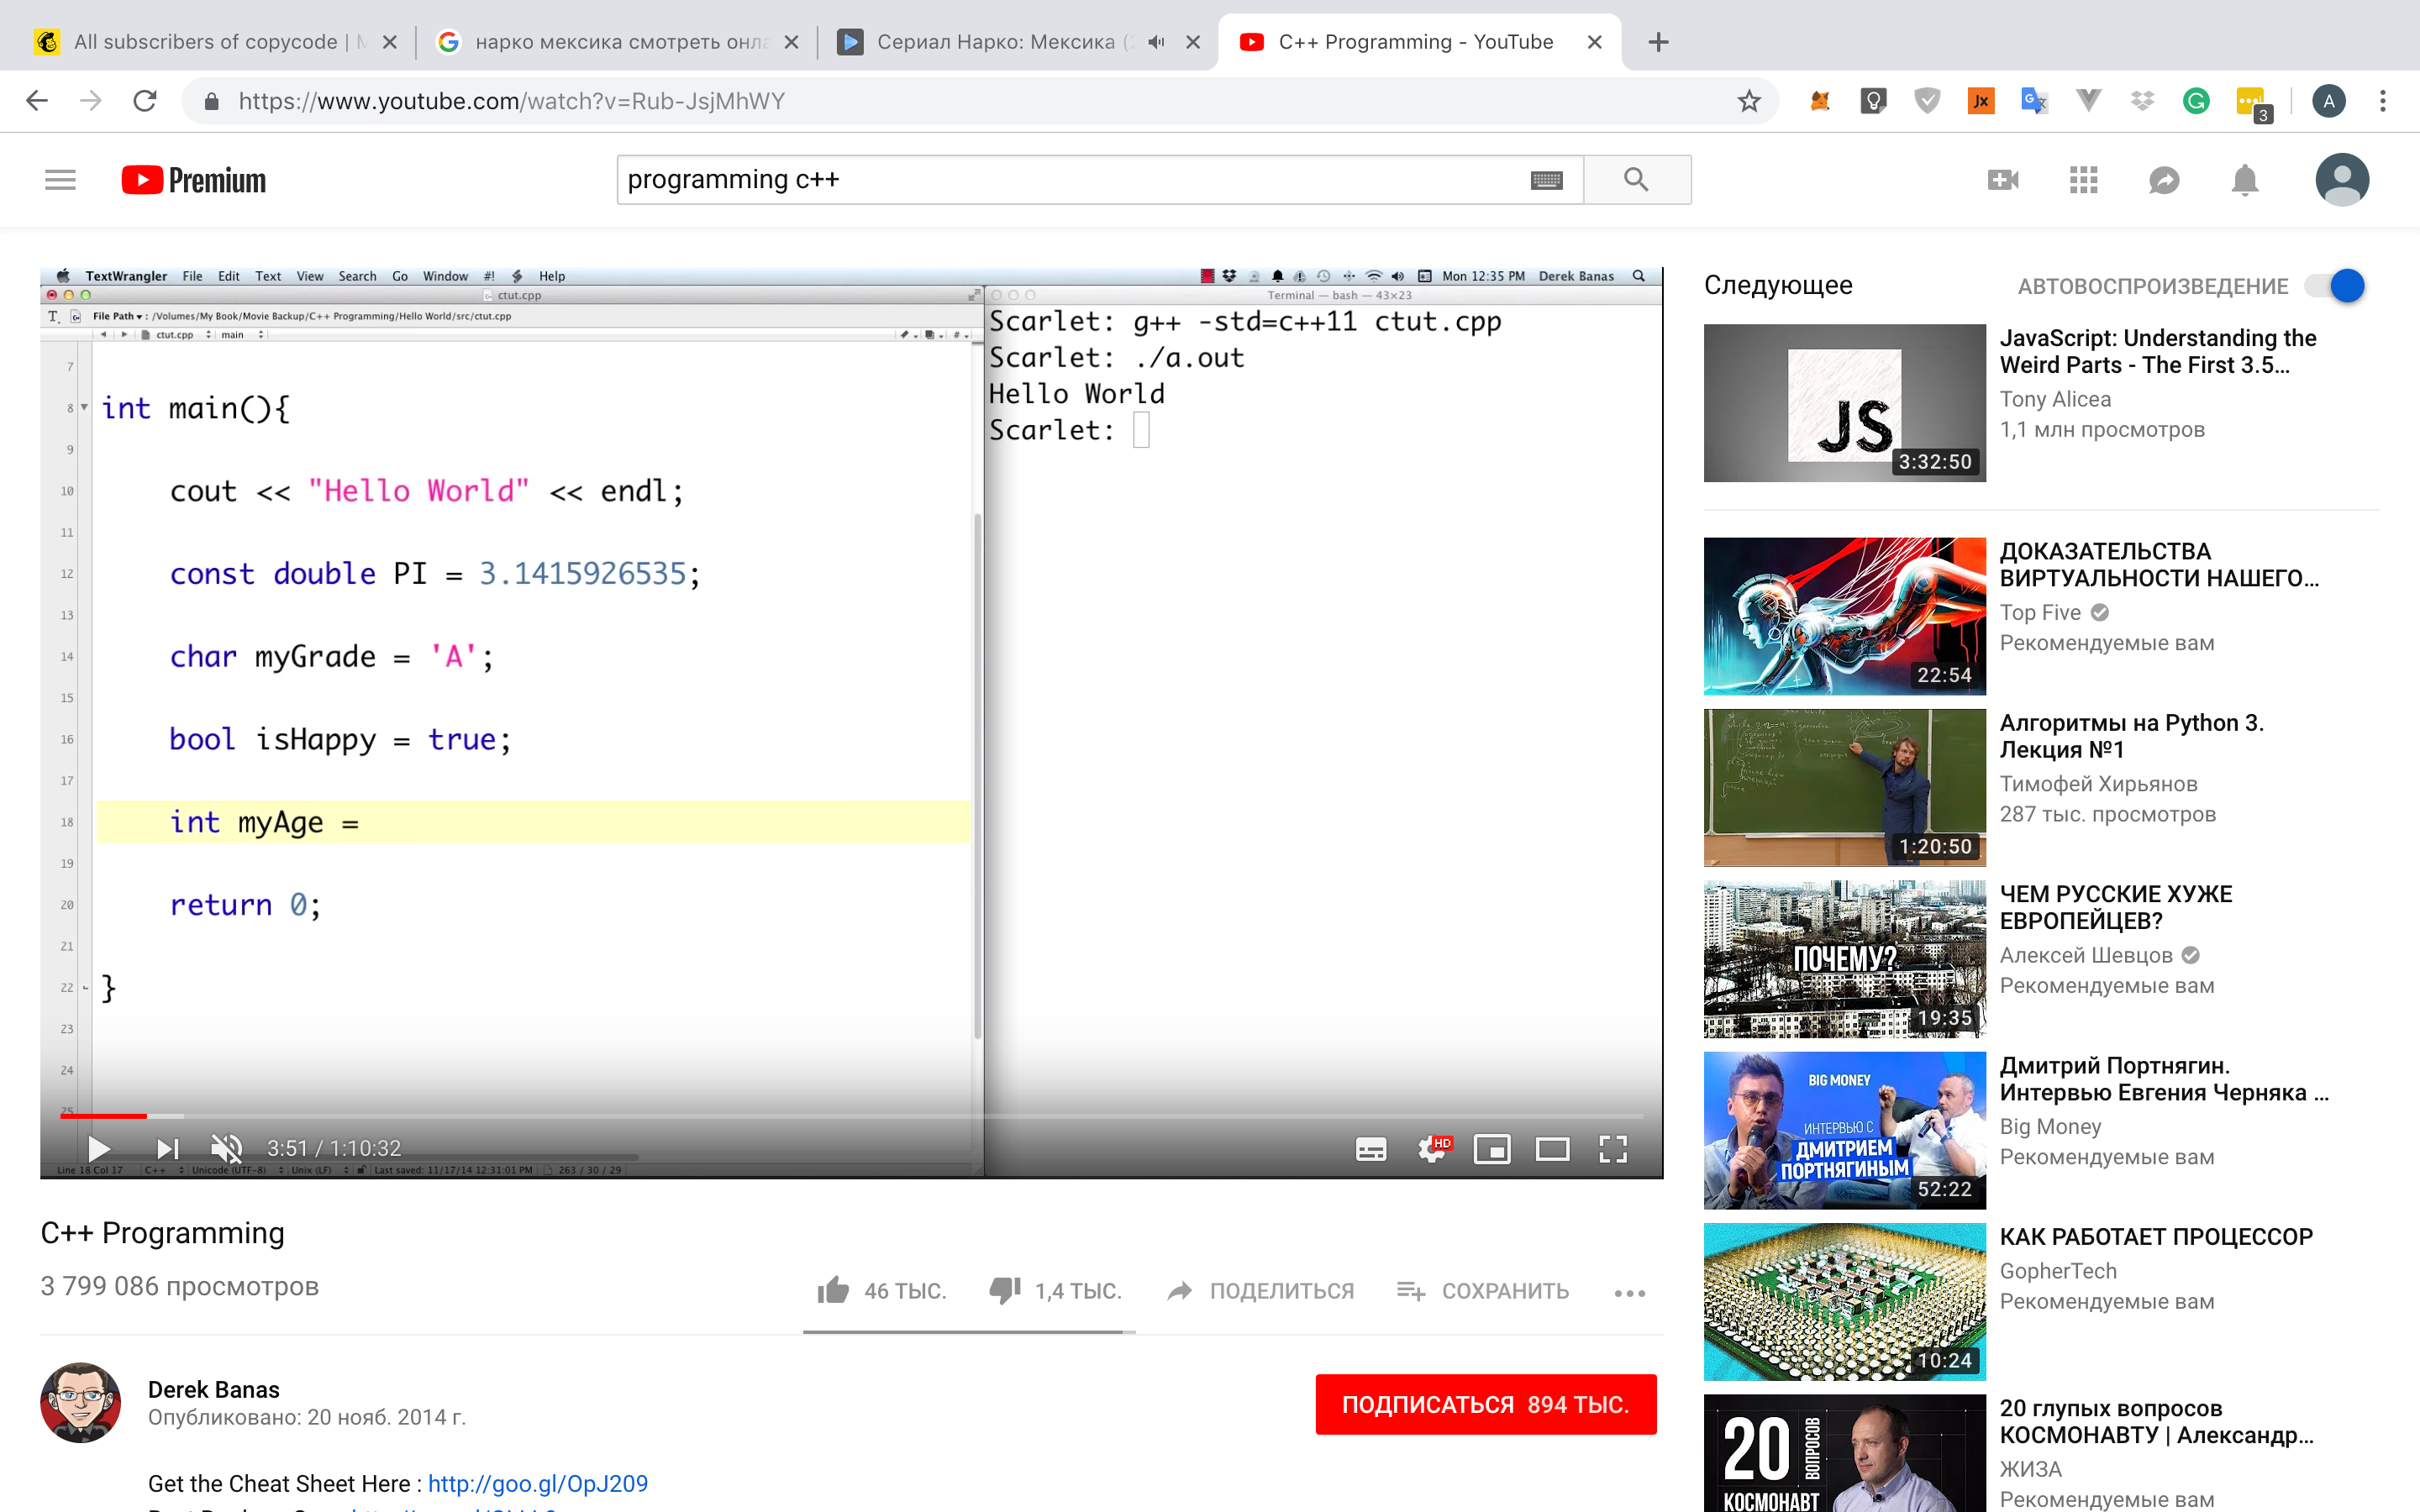 All subscribers of copycode |
нарко мексика смотреть онла
Сериал Нарко: Мексика (
C++ Programming - YouTube
https://www.youtube.com/watch?v=Rub-JsjMhWY
Jx
3
A
Premium
programming c++
TextWrangler File Edit Text View Search Go Window #! Help
Mon 12:35 PM Derek Banas
ctut.cpp
File Path ▾ : /Volumes/My Book/Movie Backup/C++ Programming/Hello World/src/ctut.cpp
ctut.cpp main
7
8 int main(){
9
10 cout << "Hello World" << endl;
11
12 const double PI = 3.1415926535;
13
14 char myGrade = 'A';
15
16 bool isHappy = true;
17
18 int myAge =
19
20 return 0;
21
22 }
23
24
25
Terminal — bash — 43×23
Scarlet: g++ -std=c++11 ctut.cpp
Scarlet: ./a.out
Hello World
Scarlet:
3:51 / 1:10:32
HD
Line 18 Col 17 C++ Unicode (UTF-8) Unix (LF) Last saved: 11/17/14 12:31:01 PM 263 / 30 / 29
C++ Programming
3 799 086 просмотров
46 ТЫС. 1,4 ТЫС. ПОДЕЛИТЬСЯ СОХРАНИТЬ
Derek Banas
Опубликовано: 20 нояб. 2014 г.
ПОДПИСАТЬСЯ 894 ТЫС.
Get the Cheat Sheet Here : http://goo.gl/OpJ209
Следующее
АВТОВОСПРОИЗВЕДЕНИЕ
JS
3:32:50
JavaScript: Understanding the
Weird Parts - The First 3.5...
Tony Alicea
1,1 млн просмотров
22:54
ДОКАЗАТЕЛЬСТВА
ВИРТУАЛЬНОСТИ НАШЕГО...
Top Five
Рекомендуемые вам
1:20:50
Алгоритмы на Python 3.
Лекция №1
Тимофей Хирьянов
287 тыс. просмотров
ПОЧЕМУ?
19:35
ЧЕМ РУССКИЕ ХУЖЕ
ЕВРОПЕЙЦЕВ?
Алексей Шевцов
Рекомендуемые вам
BIG MONEY
ИНТЕРВЬЮ С
ДМИТРИЕМ
ПОРТНЯГИНЫМ
52:22
Дмитрий Портнягин.
Интервью Евгения Черняка ...
Big Money
Рекомендуемые вам
10:24
КАК РАБОТАЕТ ПРОЦЕССОР
GopherTech
Рекомендуемые вам
20
ВОПРОСОВ
КОСМОНАВТ
20 глупых вопросов
КОСМОНАВТУ | Александр...
ЖИЗА
Рекомендуемые вам